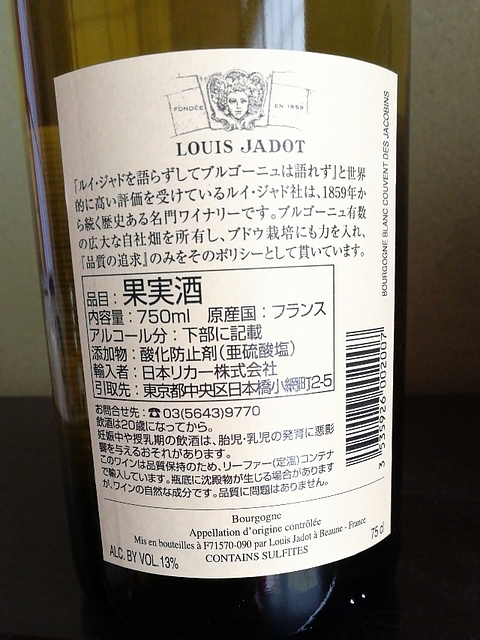 FONDÉE EN 1859
LOUIS JADOT
『ルイ・ジャドを語らずしてブルゴーニュは語れず』と世界
的に高い評価を受けているルイ・ジャド社は、1859年か
ら続く歴史ある名門ワイナリーです。ブルゴーニュ有数
の広大な自社畑を所有し、ブドウ栽培にも力を入れ、
『品質の追求』のみをそのポリシーとして貫いています。
品目：果実酒
内容量：750ml 原産国：フランス
アルコール分：下部に記載
添加物：酸化防止剤（亜硫酸塩）
輸入者：日本リカー株式会社
引取先：東京都中央区日本橋小網町2-5
お問合せ先：☎03(5643)9770
飲酒は20歳になってから。
妊娠中や授乳期の飲酒は、胎児・乳児の発育に悪影
響を与えるおそれがあります。
このワインは品質保持のため、リーファー(定温)コンテナ
で輸入しています。瓶底に沈殿物が生じる場合があります
が、ワインの自然な成分です。品質に問題はありません。
Bourgogne
Appellation d'origine contrôlée
Mis en bouteilles à F71570-090 par Louis Jadot à Beaune - France
75 cl
ALC. BY VOL.13%
CONTAINS SULFITES
BOURGOGNE BLANC COUVENT DES JACOBINS
3 535926 002007